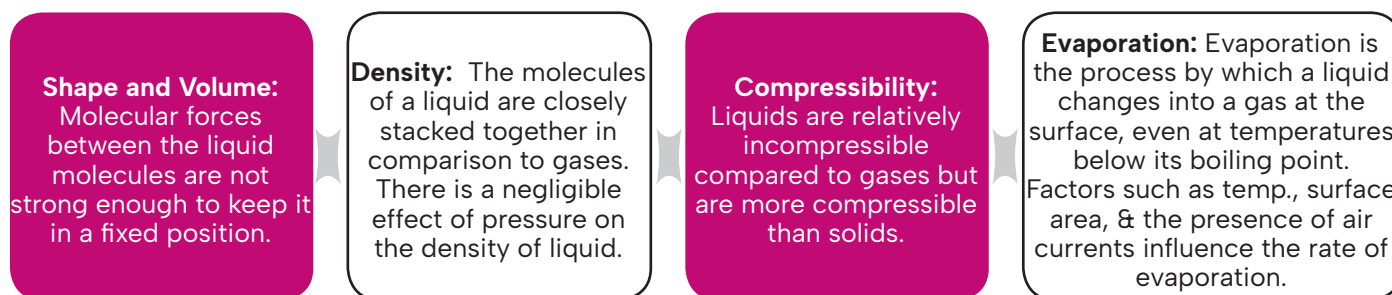 Shape and Volume:
Molecular forces
between the liquid
molecules are not
strong enough to keep it
in a fixed position.
Density: The molecules
of a liquid are closely
stacked together in
comparison to gases.
There is a negligible
effect of pressure on
the density of liquid.
Compressibility:
Liquids are relatively
incompressible
compared to gases but
are more compressible
than solids.
Evaporation: Evaporation is
the process by which a liquid
changes into a gas at the
surface, even at temperatures
below its boiling point.
Factors such as temp., surface
area, & the presence of air
currents influence the rate of
evaporation.